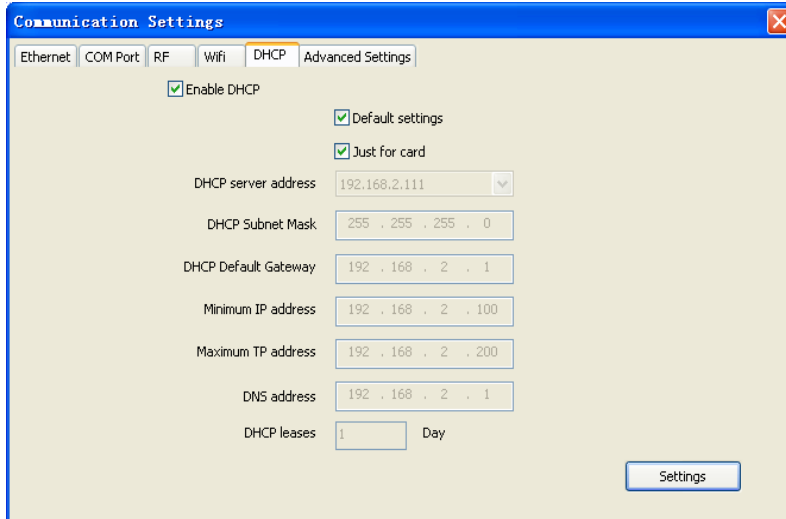 Communication Settings
Ethernet COM Port RF Wifi DHCP Advanced Settings
Enable DHCP
Default settings
Just for card
DHCP server address 192.168.2.111
DHCP Subnet Mask 255 . 255 . 255 . 0
DHCP Default Gateway 192 . 168 . 2 . 1
Minimum IP address 192 . 168 . 2 . 100
Maximum TP address 192 . 168 . 2 . 200
DNS address 192 . 168 . 2 . 1
DHCP leases 1 Day
Settings